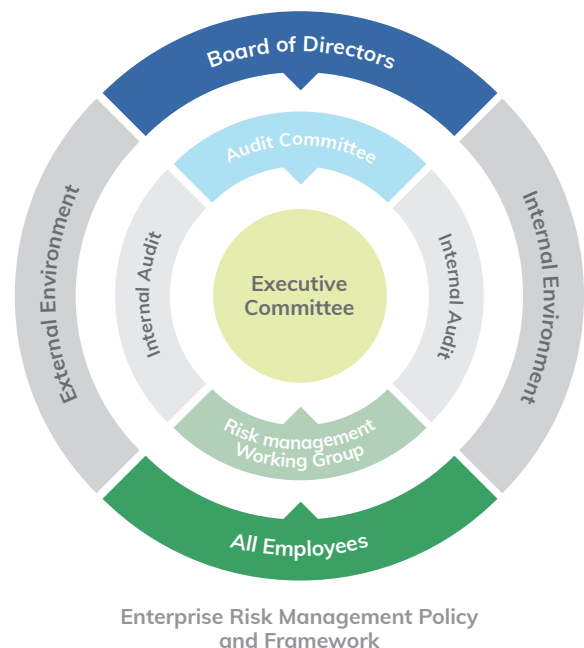 Board of Directors
Audit Committee
External Environment
Internal Audit
Executive
Committee
Internal Audit
Internal Environment
Risk management
Working Group
All Employees
Enterprise Risk Management Policy
and Framework